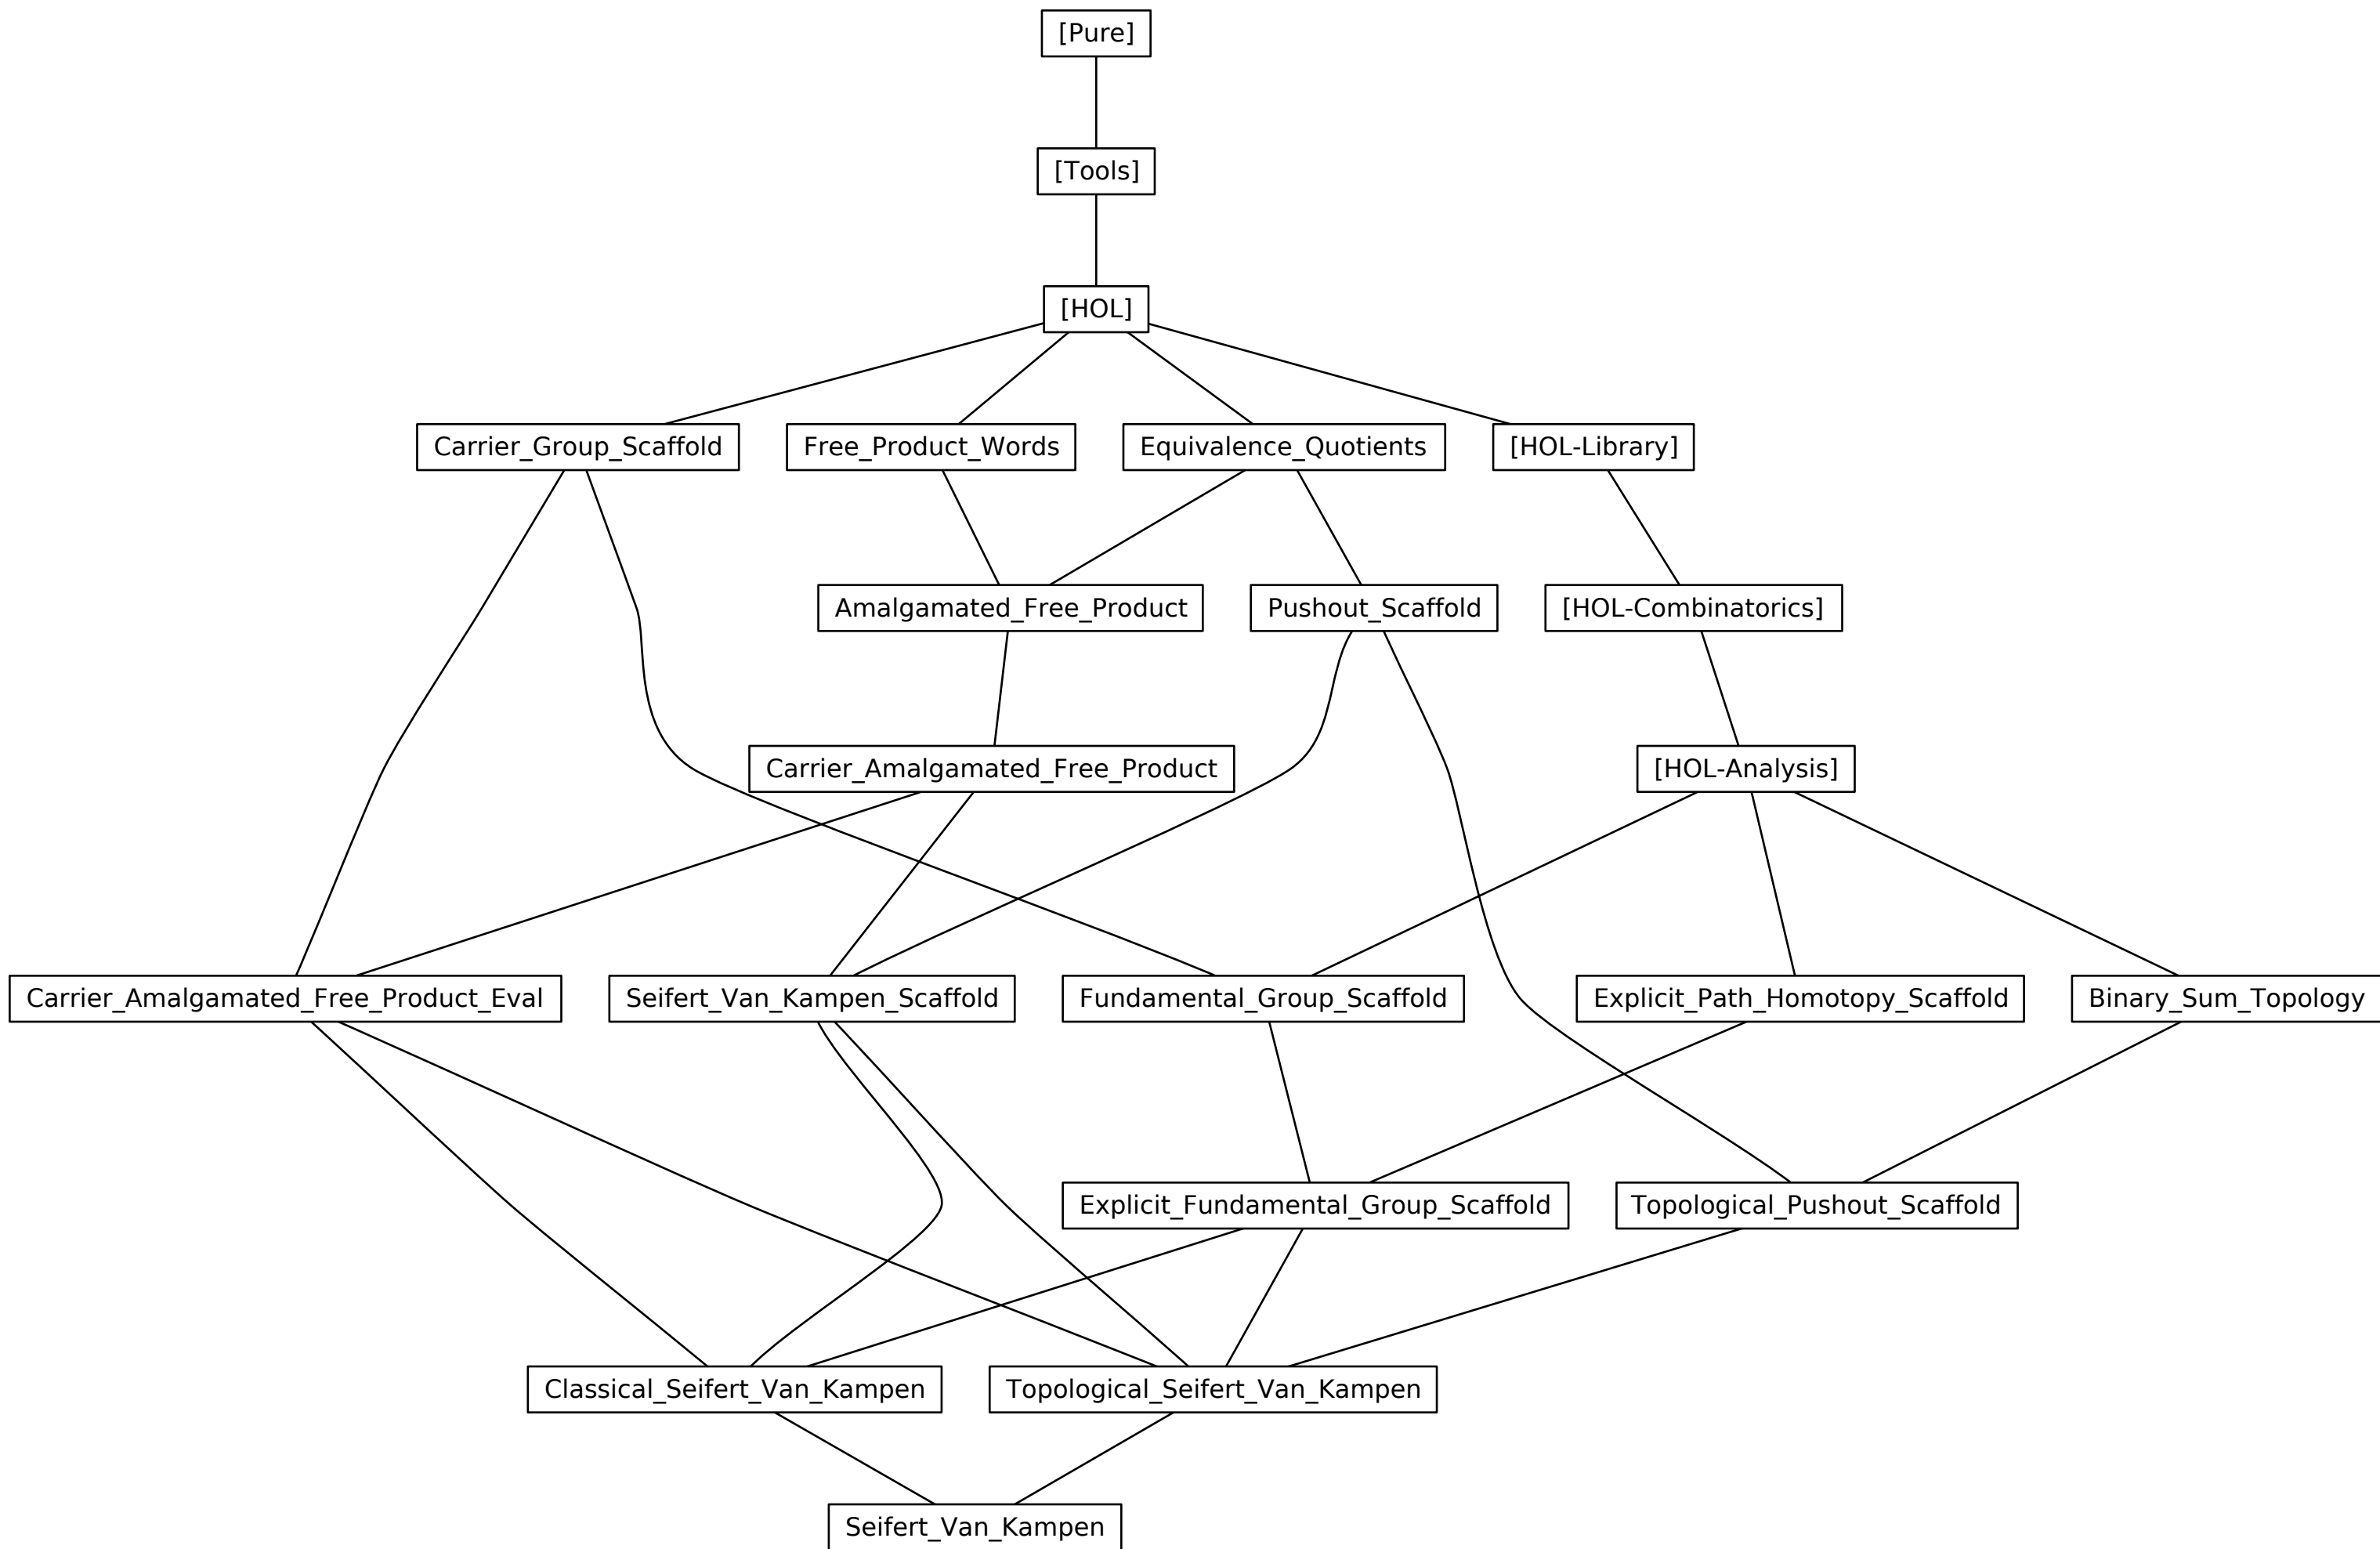 [Pure]
[Tools]
[HOL]
Carrier_Group_Scaffold
Free_Product_Words
Equivalence_Quotients
[HOL-Library]
Amalgamated_Free_Product
Pushout_Scaffold
[HOL-Combinatorics]
Carrier_Amalgamated_Free_Product
[HOL-Analysis]
Carrier_Amalgamated_Free_Product_Eval
Seifert_Van_Kampen_Scaffold
Fundamental_Group_Scaffold
Explicit_Path_Homotopy_Scaffold
Binary_Sum_Topology
Explicit_Fundamental_Group_Scaffold
Topological_Pushout_Scaffold
Classical_Seifert_Van_Kampen
Topological_Seifert_Van_Kampen
Seifert_Van_Kampen